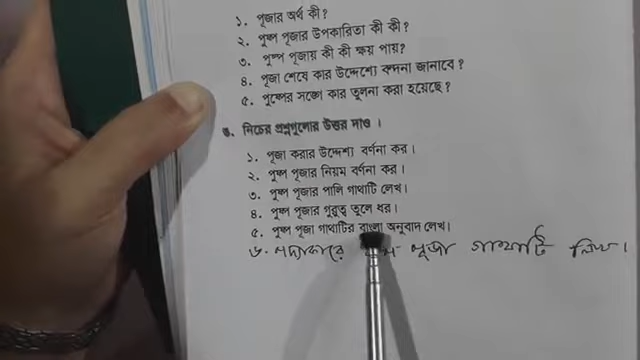 ১. পূজার অর্থ কী?
২. পুষ্প পূজার উপকারিতা কী কী?
৩. পুষ্প পূজায় কী কী ক্ষয় পায়?
৪. পূজা শেষে কার উদ্দেশ্যে বন্দনা জানাবে?
৫. পুষ্পের সঙ্গে কার তুলনা করা হয়েছে?
ঙ. নিচের প্রশ্নগুলোর উত্তর দাও।
১. পূজা করার উদ্দেশ্য বর্ণনা কর।
২. পুষ্প পূজার নিয়ম বর্ণনা কর।
৩. পুষ্প পূজার পালি গাথাটি লেখ।
৪. পুষ্প পূজার গুরুত্ব তুলে ধর।
৫. পুষ্প পূজা গাথাটির বাংলা অনুবাদ লেখ।
৬. পদ্যাকারে পূজা গাথাটি লিখ।